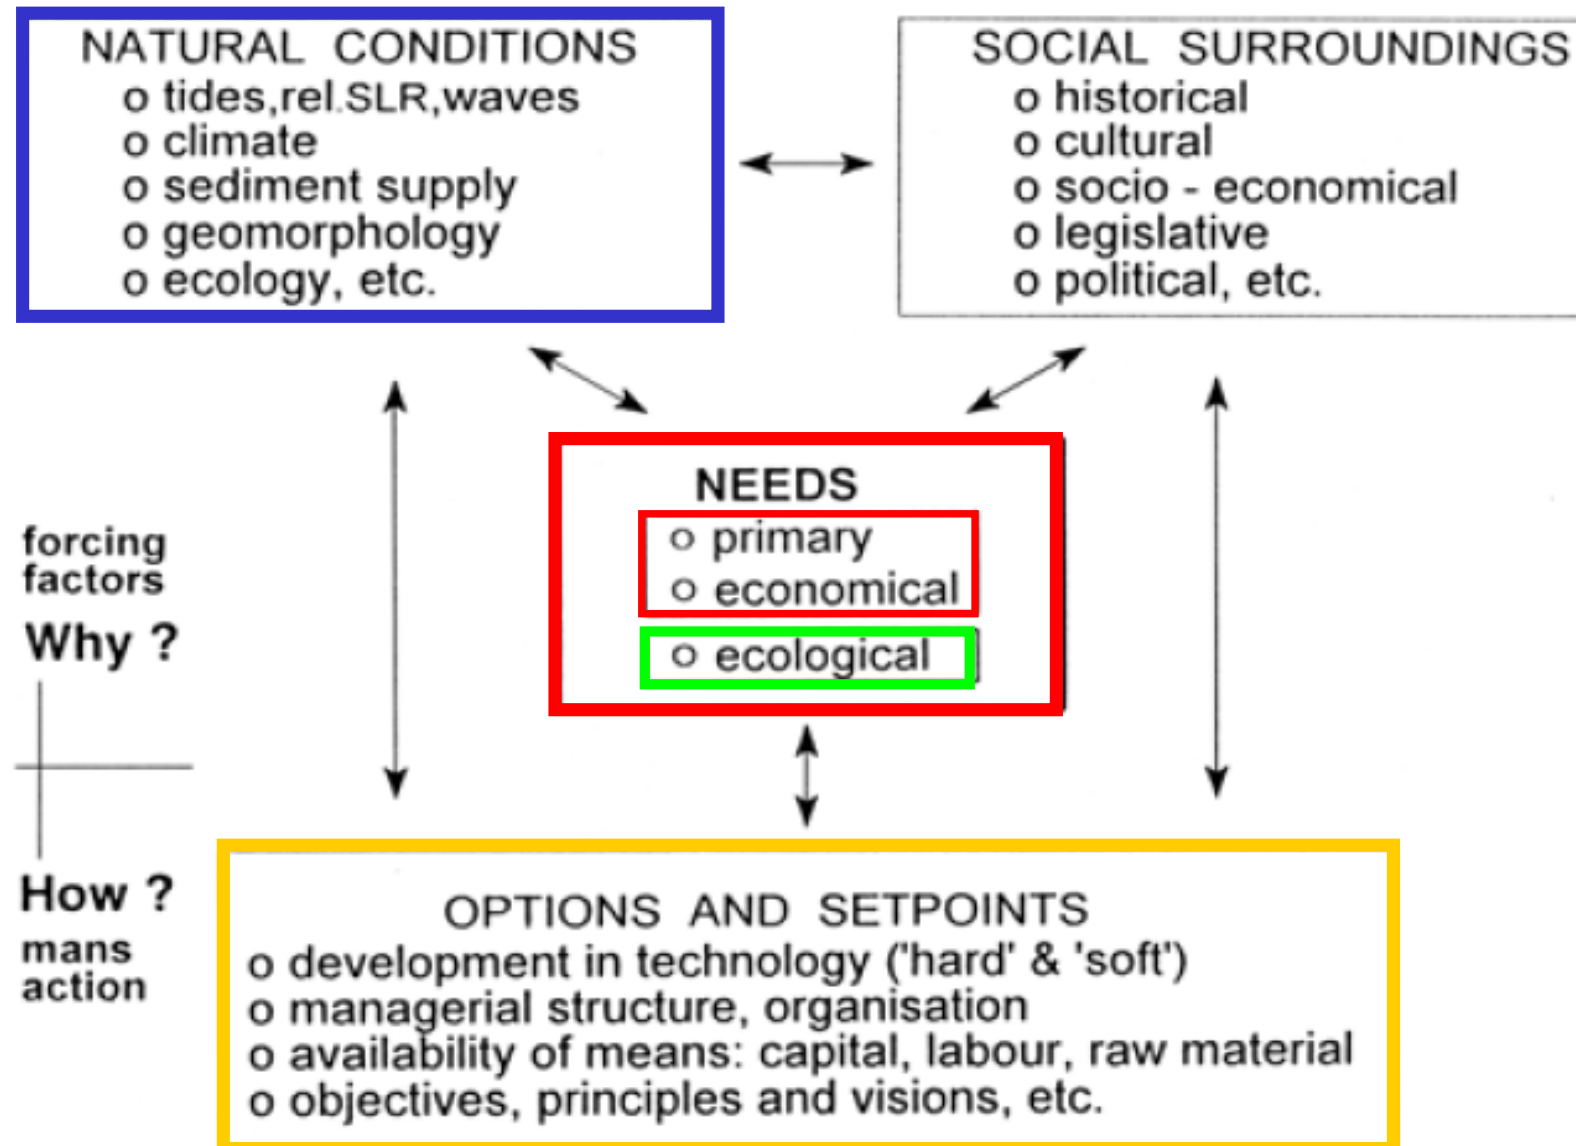 NATURAL CONDITIONS
o tides,rel.SLR,waves
o climate
o sediment supply
o geomorphology
o ecology, etc.
SOCIAL SURROUNDINGS
o historical
o cultural
o socio - economical
o legislative
o political, etc.
NEEDS
o primary
o economical
o ecological
forcing
factors
Why ?
How ?
mans
action
OPTIONS AND SETPOINTS
o development in technology ('hard' & 'soft')
o managerial structure, organisation
o availability of means: capital, labour, raw material
o objectives, principles and visions, etc.